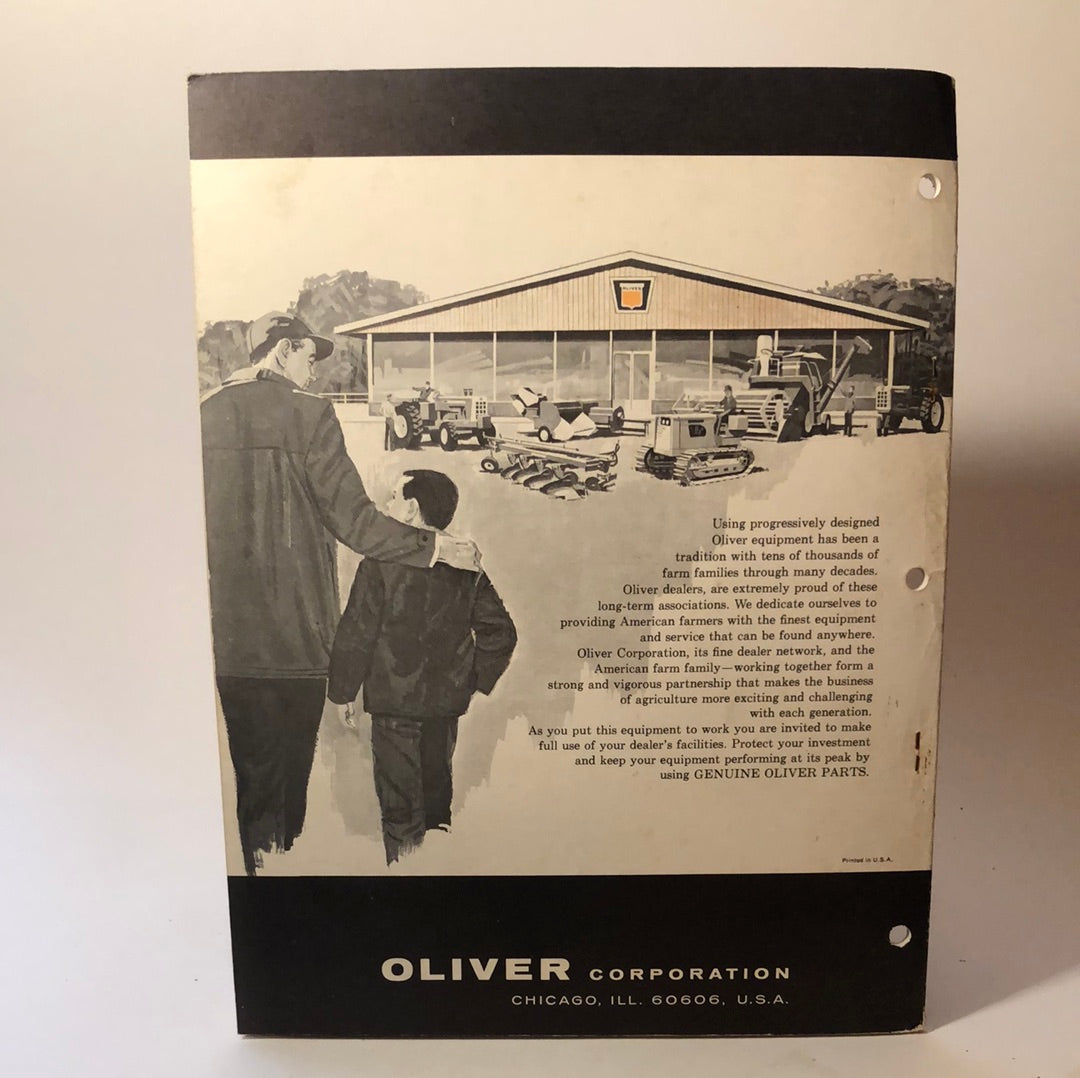 OLIVER
Using progressively designed
Oliver equipment has been a
tradition with tens of thousands of
farm families through many decades.
Oliver dealers, are extremely proud of these
long-term associations. We dedicate ourselves to
providing American farmers with the finest equipment
and service that can be found anywhere.
Oliver Corporation, its fine dealer network, and the
American farm family—working together form a
strong and vigorous partnership that makes the business
of agriculture more exciting and challenging
with each generation.
As you put this equipment to work you are invited to make
full use of your dealer's facilities. Protect your investment
and keep your equipment performing at its peak by
using GENUINE OLIVER PARTS.
Printed in U.S.A.
OLIVER CORPORATION
CHICAGO, ILL. 60606, U.S.A.